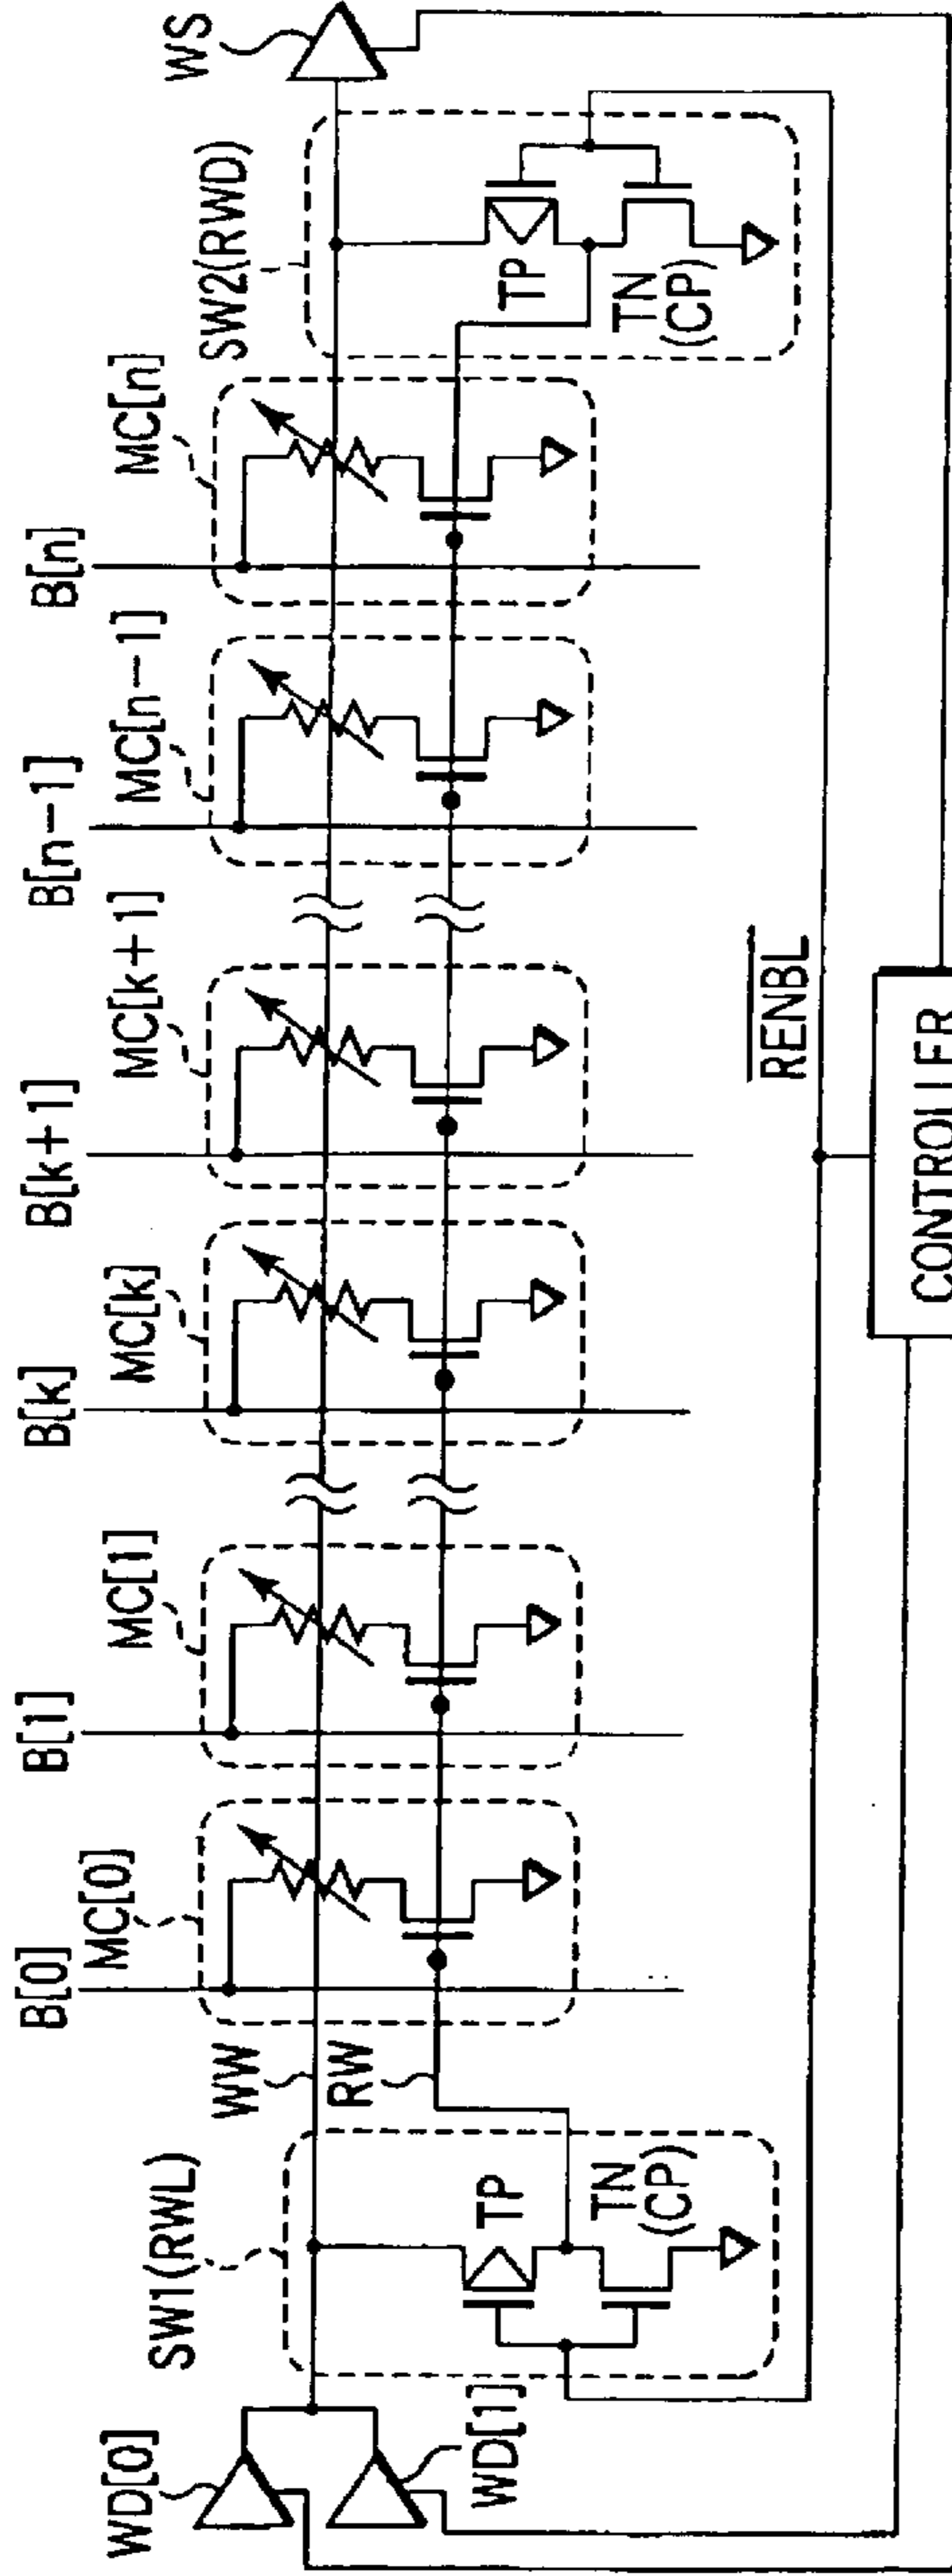 WD[0]
WD[1]
SW1(RWL)
TP
TN
(CP)
WW
RW
B[0]
MC[0]
B[1]
MC[1]
B[k]
MC[k]
B[k+1]
MC[k+1]
B[n-1]
MC[n-1]
B[n]
MC[n]
SW2(RWD)
TP
TN
(CP)
WS
RENBL
CONTROLLER